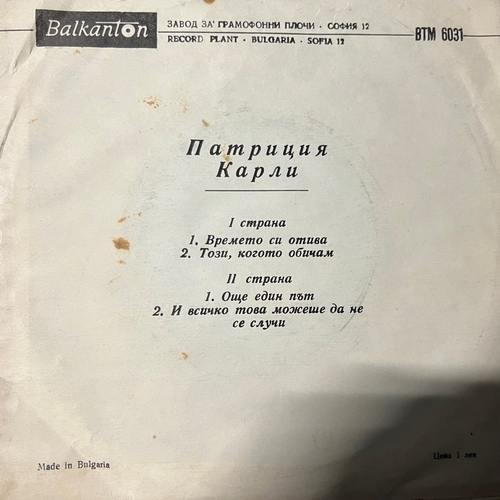 Balkanton
ЗАВОД ЗА ГРАМОФОННИ ПЛОЧИ · СОФИЯ 12
RECORD PLANT · BULGARIA · SOFIA 12
ВТМ 6031
Патриция
Карли
I страна
1. Времето си отива
2. Този, когото обичам
II страна
1. Още един път
2. И всичко това можеше да не
се случи
Made in Bulgaria
Цена 1 лев